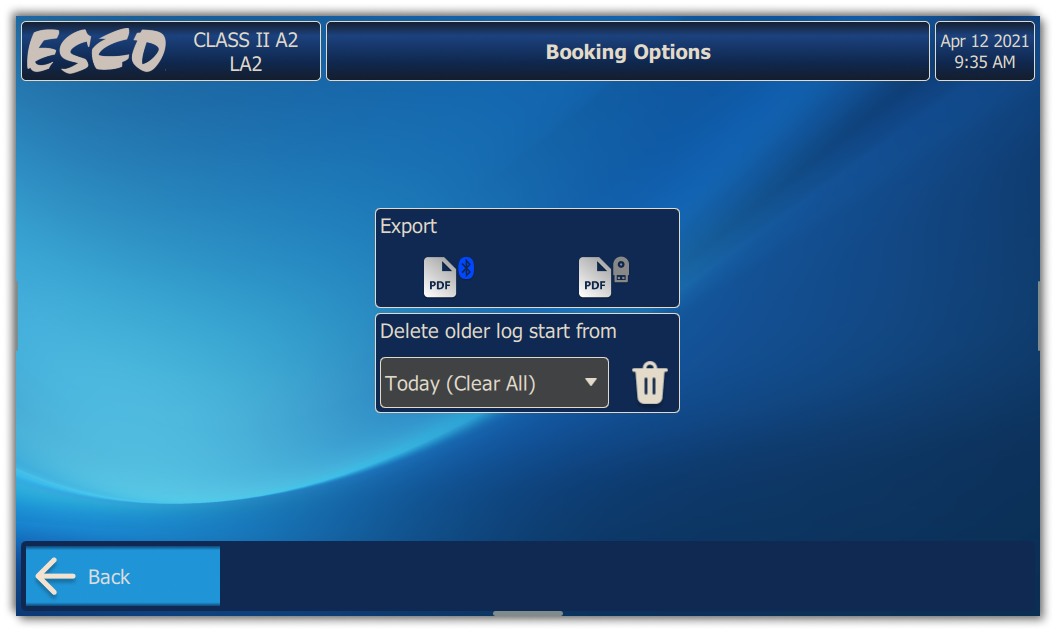 ESCO
CLASS II A2
LA2
Booking Options
Apr 12 2021
9:35 AM
Export
PDF
PDF
Delete older log start from
Today (Clear All)
Back